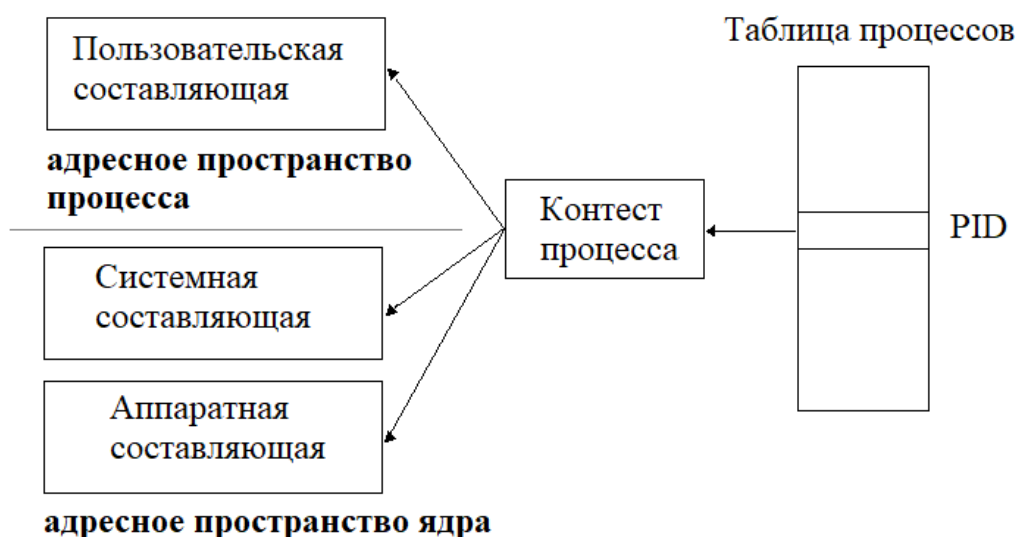 Пользовательская
составляющая
адресное пространство
процесса
Системная
составляющая
Аппаратная
составляющая
адресное пространство ядра
Контест
процесса
Таблица процессов
PID